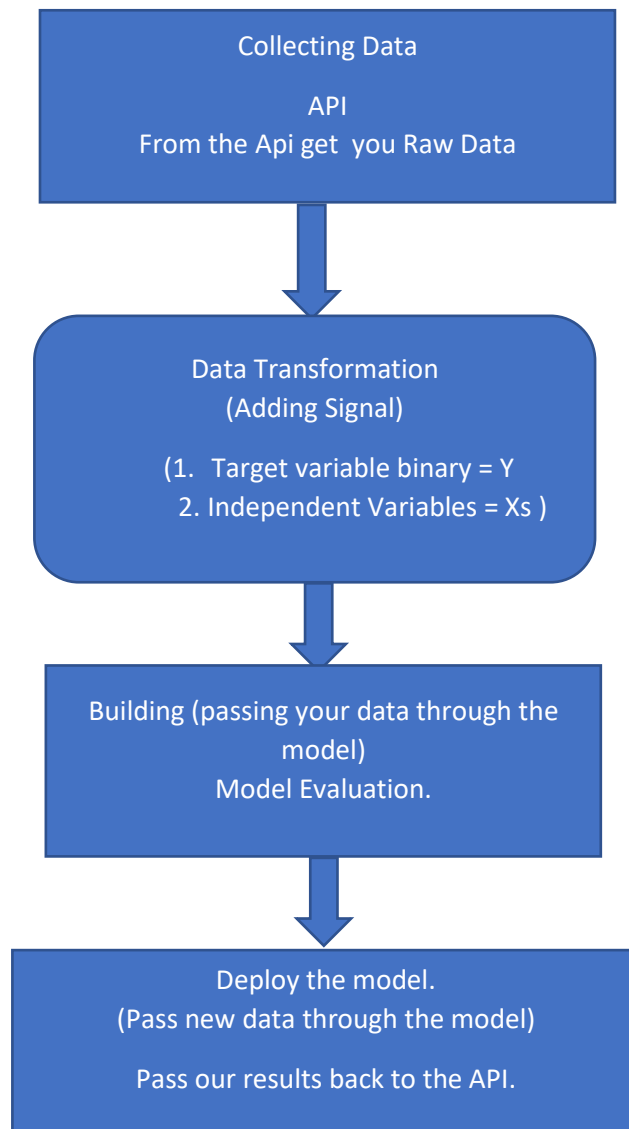 Collecting Data
API
From the Api get  you Raw Data
Data Transformation
(Adding Signal)
(1.  Target variable binary = Y
2. Independent Variables = Xs )
Building (passing your data through the
model)
Model Evaluation.
Deploy the model.
(Pass new data through the model)
Pass our results back to the API.